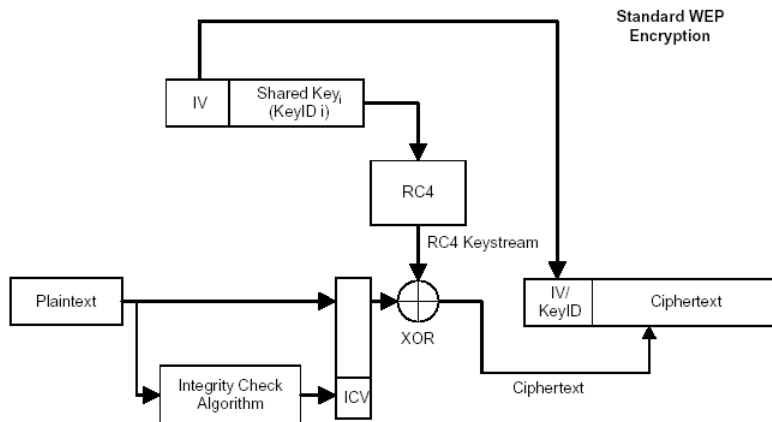 Standard WEP
Encryption
IV
Shared Keyᵢ
(KeyID i)
RC4
RC4 Keystream
Plaintext
IV/
KeyID
Ciphertext
XOR
Integrity Check
Algorithm
ICV
Ciphertext